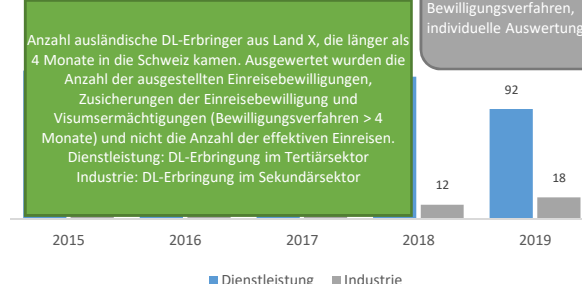 Bewilligungsverfahren,
individuelle Auswertung
Anzahl ausländische DL-Erbringer aus Land X, die länger als
4 Monate in die Schweiz kamen. Ausgewertet wurden die
Anzahl der ausgestellten Einreisebewilligungen,
Zusicherungen der Einreisebewilligung und
Visumsermächtigungen (Bewilligungsverfahren > 4
Monate) und nicht die Anzahl der effektiven Einreisen.
Dienstleistung: DL-Erbringung im Tertiärsektor
Industrie: DL-Erbringung im Sekundärsektor
92
12
18
2015 2016 2017 2018 2019
Dienstleistung Industrie